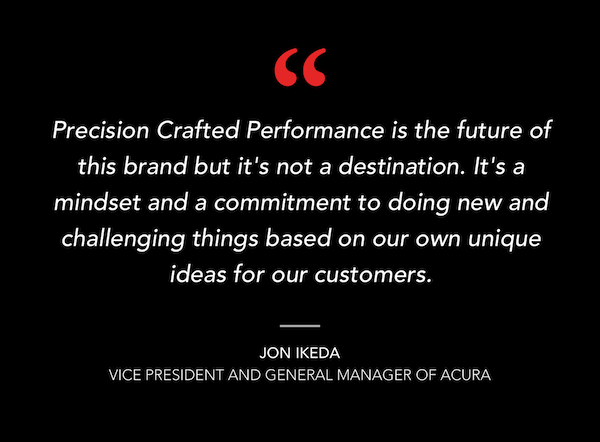 “
Precision Crafted Performance is the future of
this brand but it's not a destination. It's a
mindset and a commitment to doing new and
challenging things based on our own unique
ideas for our customers.
JON IKEDA
VICE PRESIDENT AND GENERAL MANAGER OF ACURA